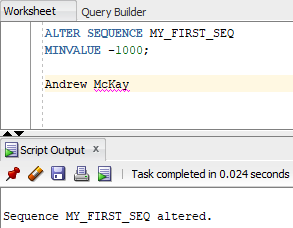 Worksheet Query Builder
ALTER SEQUENCE MY_FIRST_SEQ
MINVALUE -1000;
Andrew McKay
Script Output x
Task completed in 0.024 seconds
Sequence MY_FIRST_SEQ altered.